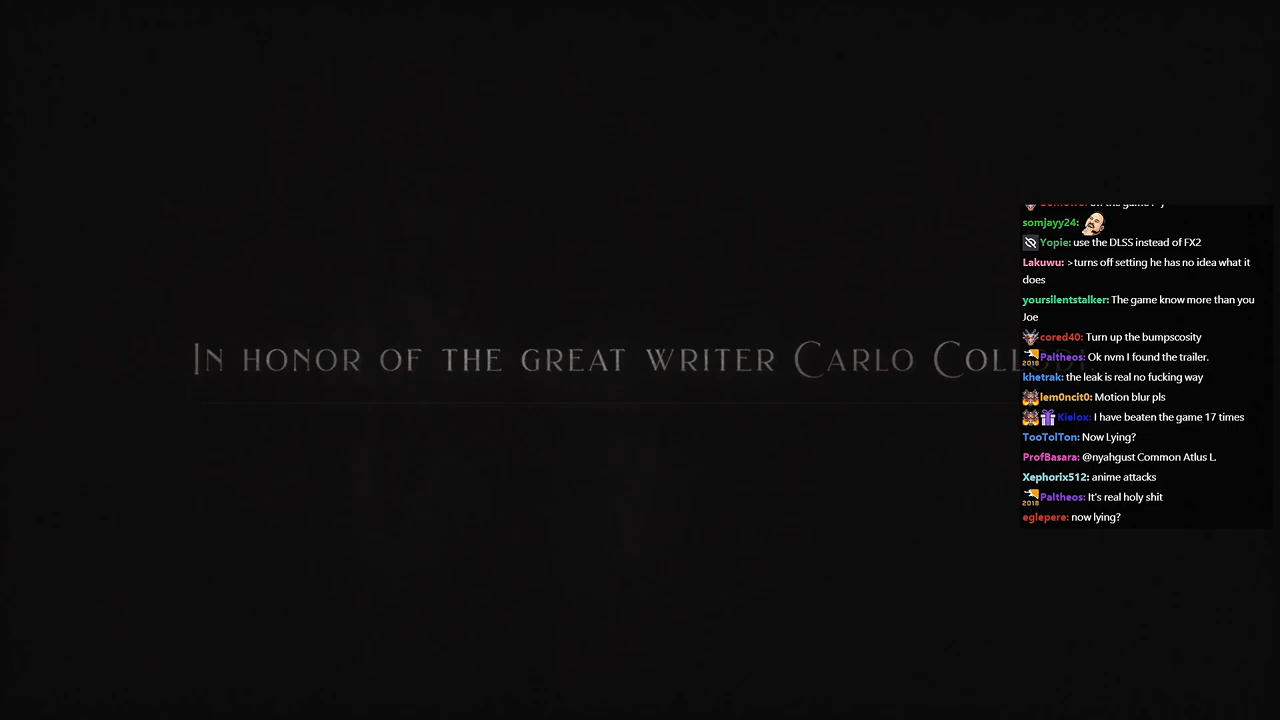 In honor of the great writer Carlo
somjayy24:
Yopie: use the DLSS instead of FX2
Lakuwu: >turns off setting he has no idea what it
does
yoursilentstalker: The game know more than you
Joe
cored40: Turn up the bumpscosity
2018 Paltheos: Ok nvm I found the trailer.
khetrak: the leak is real no fucking way
lem0ncit0: Motion blur pls
Kielox: I have beaten the game 17 times
TooTolTon: Now Lying?
ProfBasara: @nyahgust Common Atlus L.
Xephorix512: anime attacks
2018 Paltheos: It's real holy shit
eglepere: now lying?